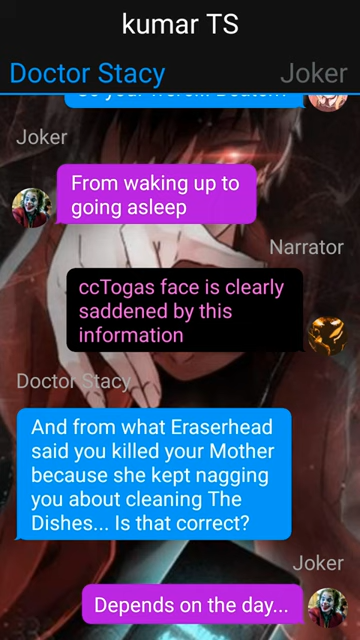 kumar TS
Doctor Stacy
Joker
Joker
From waking up to
going asleep
Narrator
ccTogas face is clearly
saddened by this
information
Doctor Stacy
And from what Eraserhead
said you killed your Mother
because she kept nagging
you about cleaning The
Dishes... Is that correct?
Joker
Depends on the day...